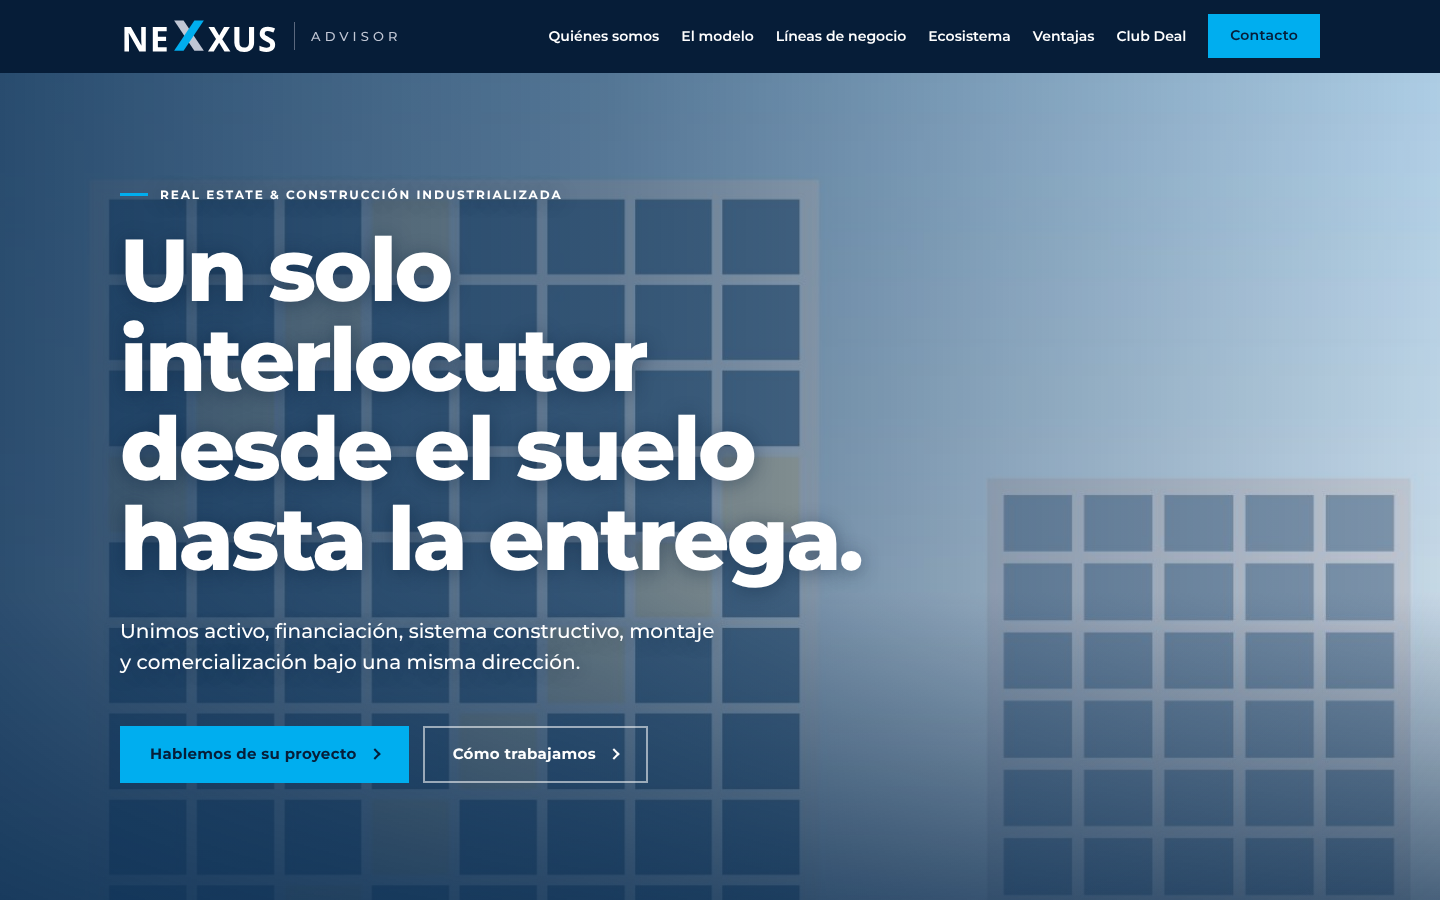 NEXXUS ADVISOR
Quiénes somos El modelo Líneas de negocio Ecosistema Ventajas Club Deal Contacto
REAL ESTATE & CONSTRUCCIÓN INDUSTRIALIZADA
Un solo
interlocutor
desde el suelo
hasta la entrega.
Unimos activo, financiación, sistema constructivo, montaje
y comercialización bajo una misma dirección.
Hablemos de su proyecto Cómo trabajamos